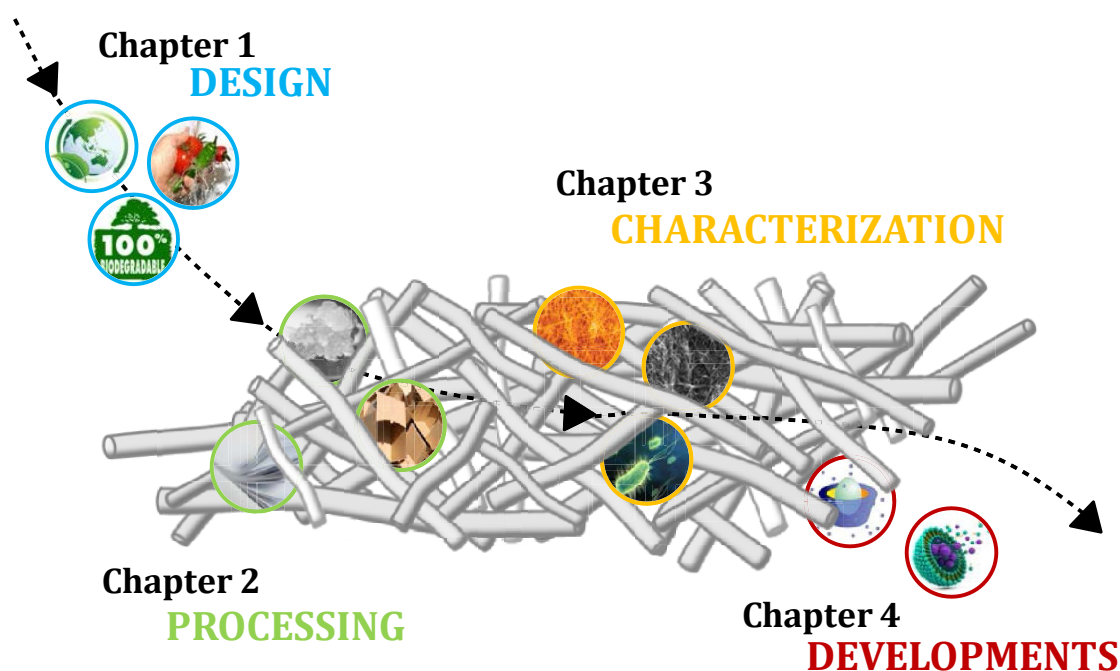 Chapter 1
DESIGN
100%
BIODEGRADABLE
Chapter 3
CHARACTERIZATION
Chapter 2
PROCESSING
Chapter 4
DEVELOPMENTS